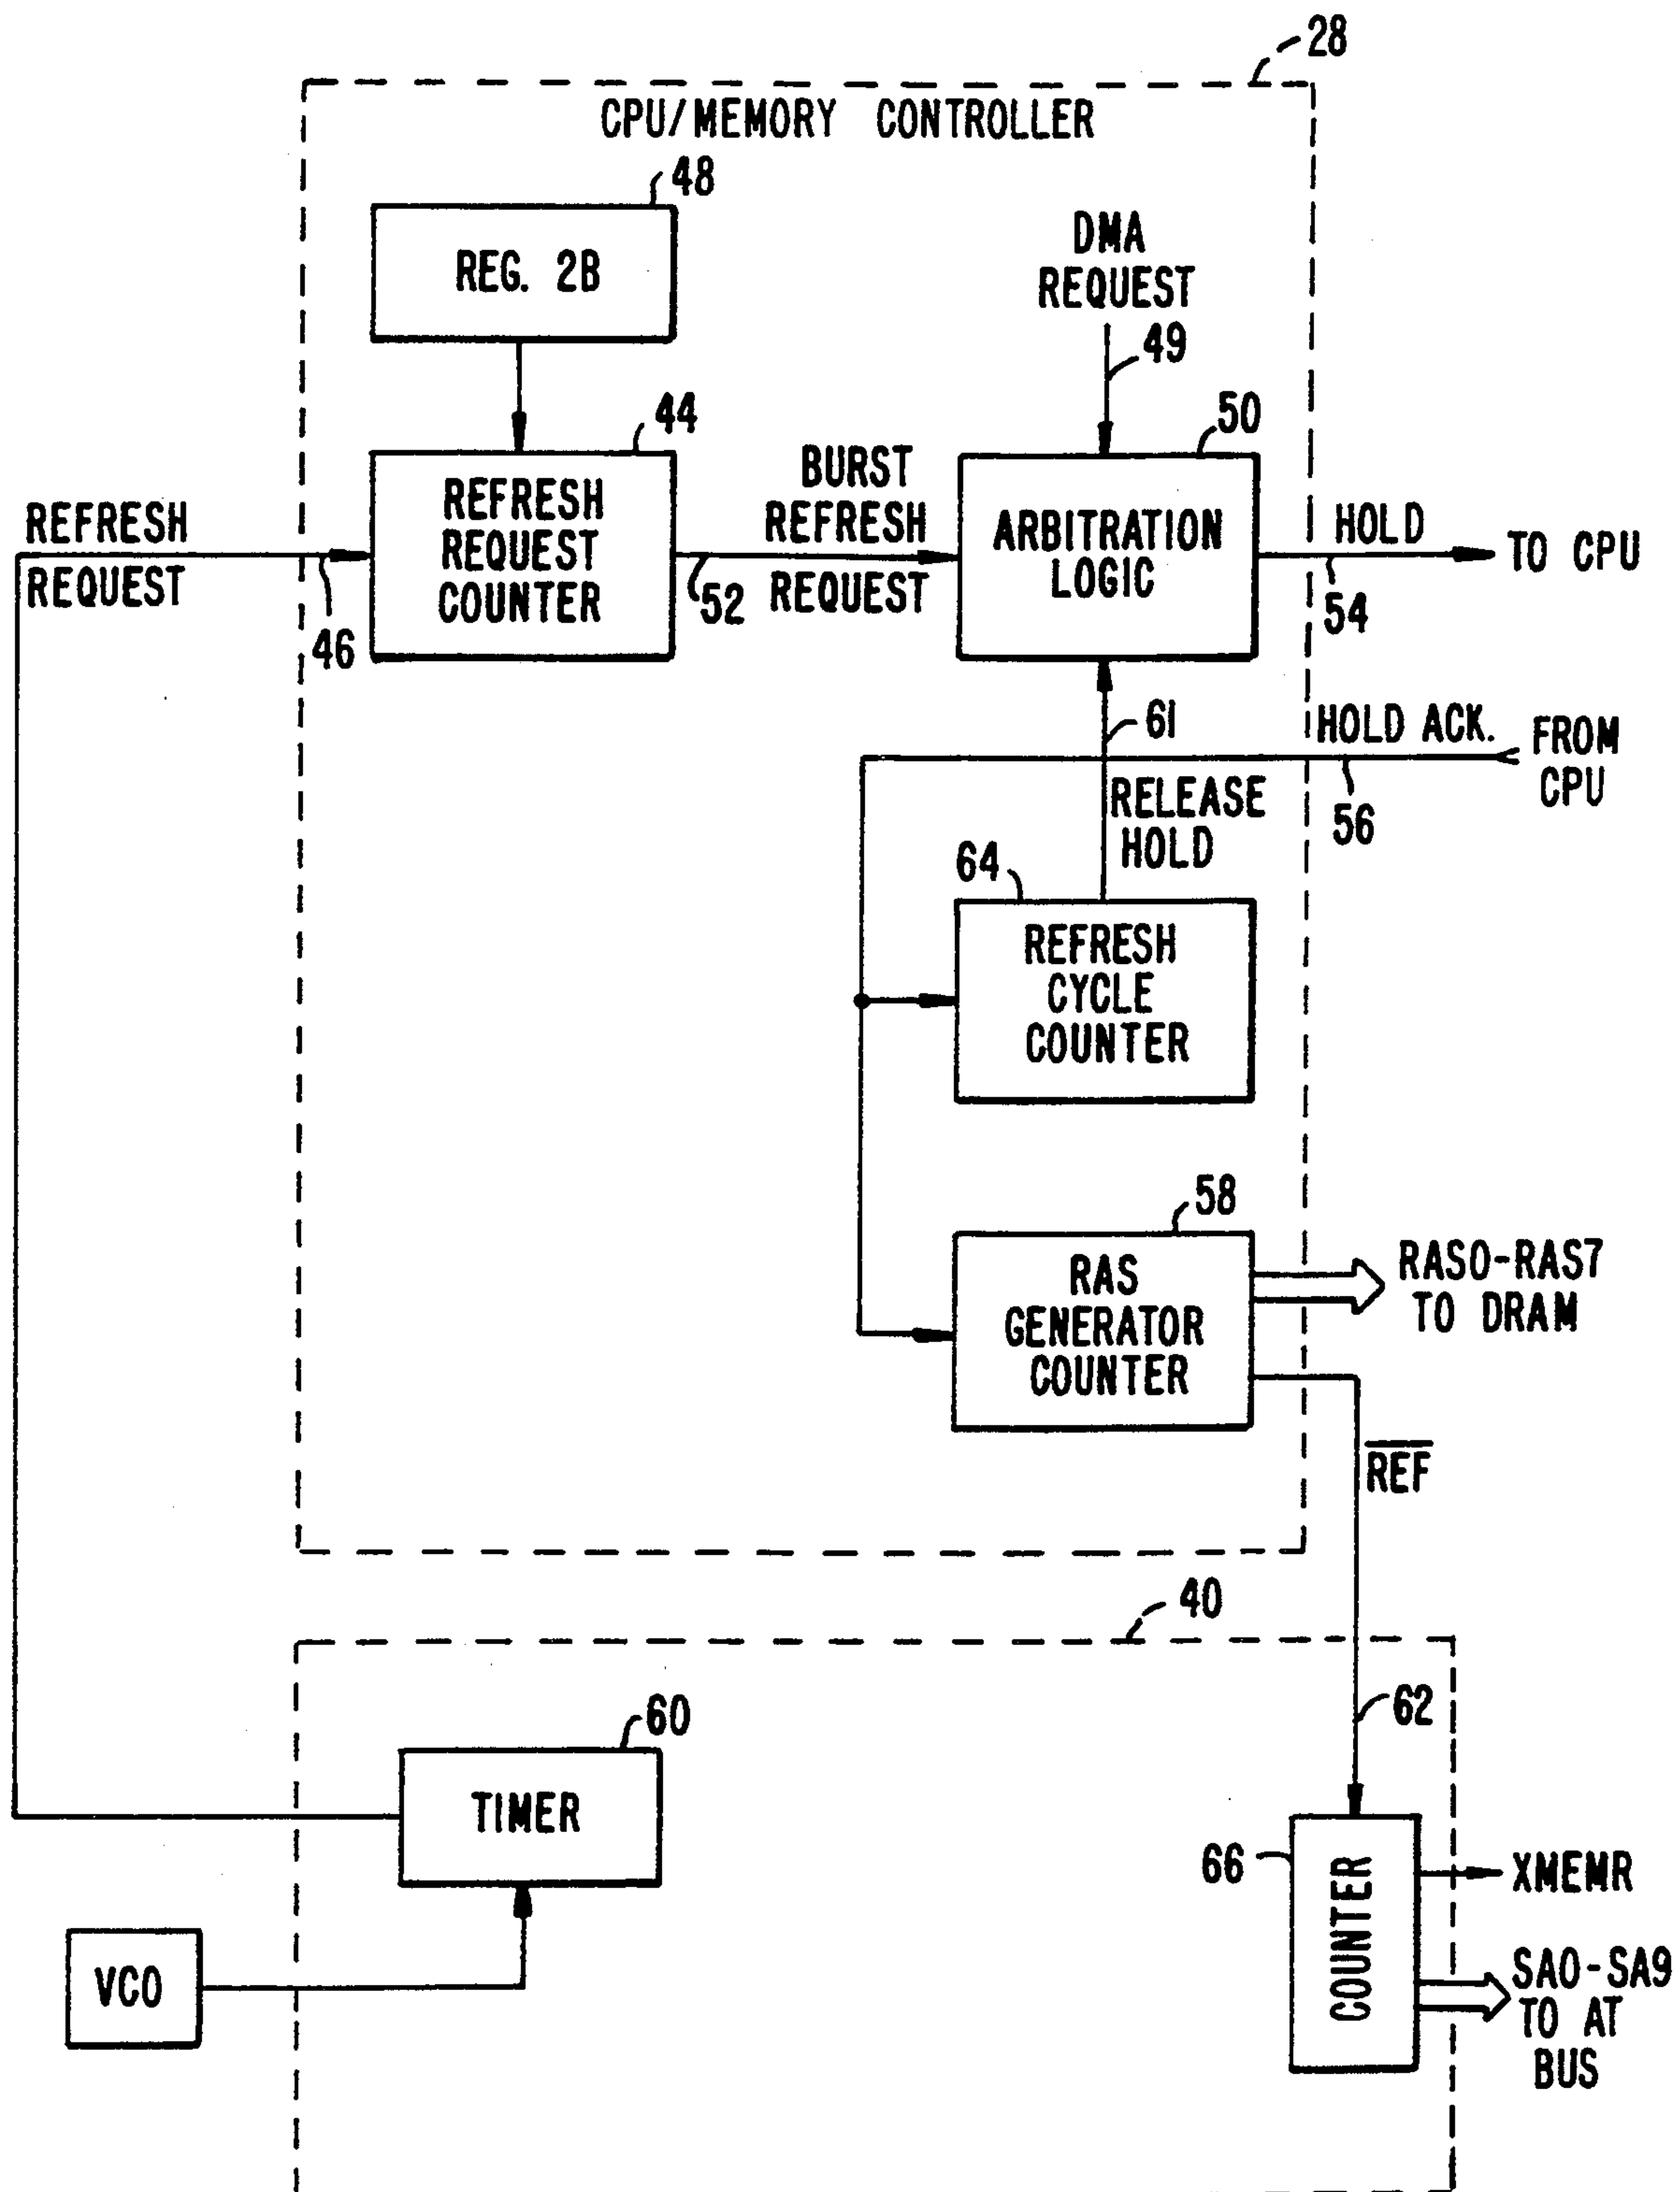 28
CPU/MEMORY CONTROLLER
48
REG. 2B
DMA
REQUEST
49
44
50
REFRESH
REQUEST
COUNTER
BURST
REFRESH
REQUEST
ARBITRATION
LOGIC
REFRESH
REQUEST
46
52
HOLD
54
TO CPU
61
HOLD ACK.
FROM
CPU
56
RELEASE
HOLD
64
REFRESH
CYCLE
COUNTER
58
RAS
GENERATOR
COUNTER
RAS0-RAS7
TO DRAM
REF
40
62
60
TIMER
66
COUNTER
XMEMR
VCO
SA0-SA9
TO AT
BUS